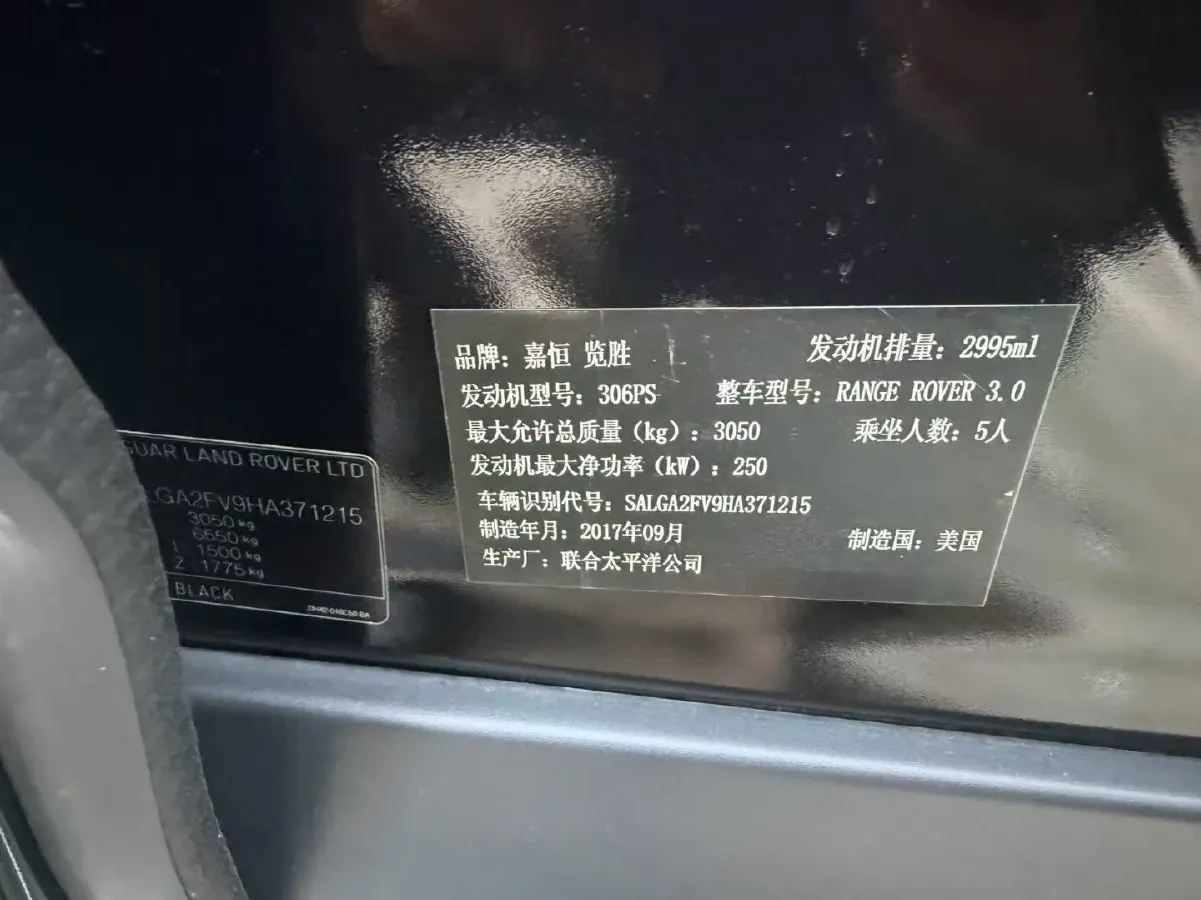 品牌：嘉恒 览胜 发动机排量：2995ml
发动机型号：306PS 整车型号：RANGE ROVER 3.0
最大允许总质量（kg）：3050 乘坐人数：5人
发动机最大净功率（kW）：250
车辆识别代号：SALGA2FV9HA371215
制造年月：2017年09月 制造国：美国
生产厂：联合太平洋公司
GUAR LAND ROVER LTD
LGA2FV9HA371215
3050 kg
6550 kg
1 1500 kg
2 1775 kg
BLACK